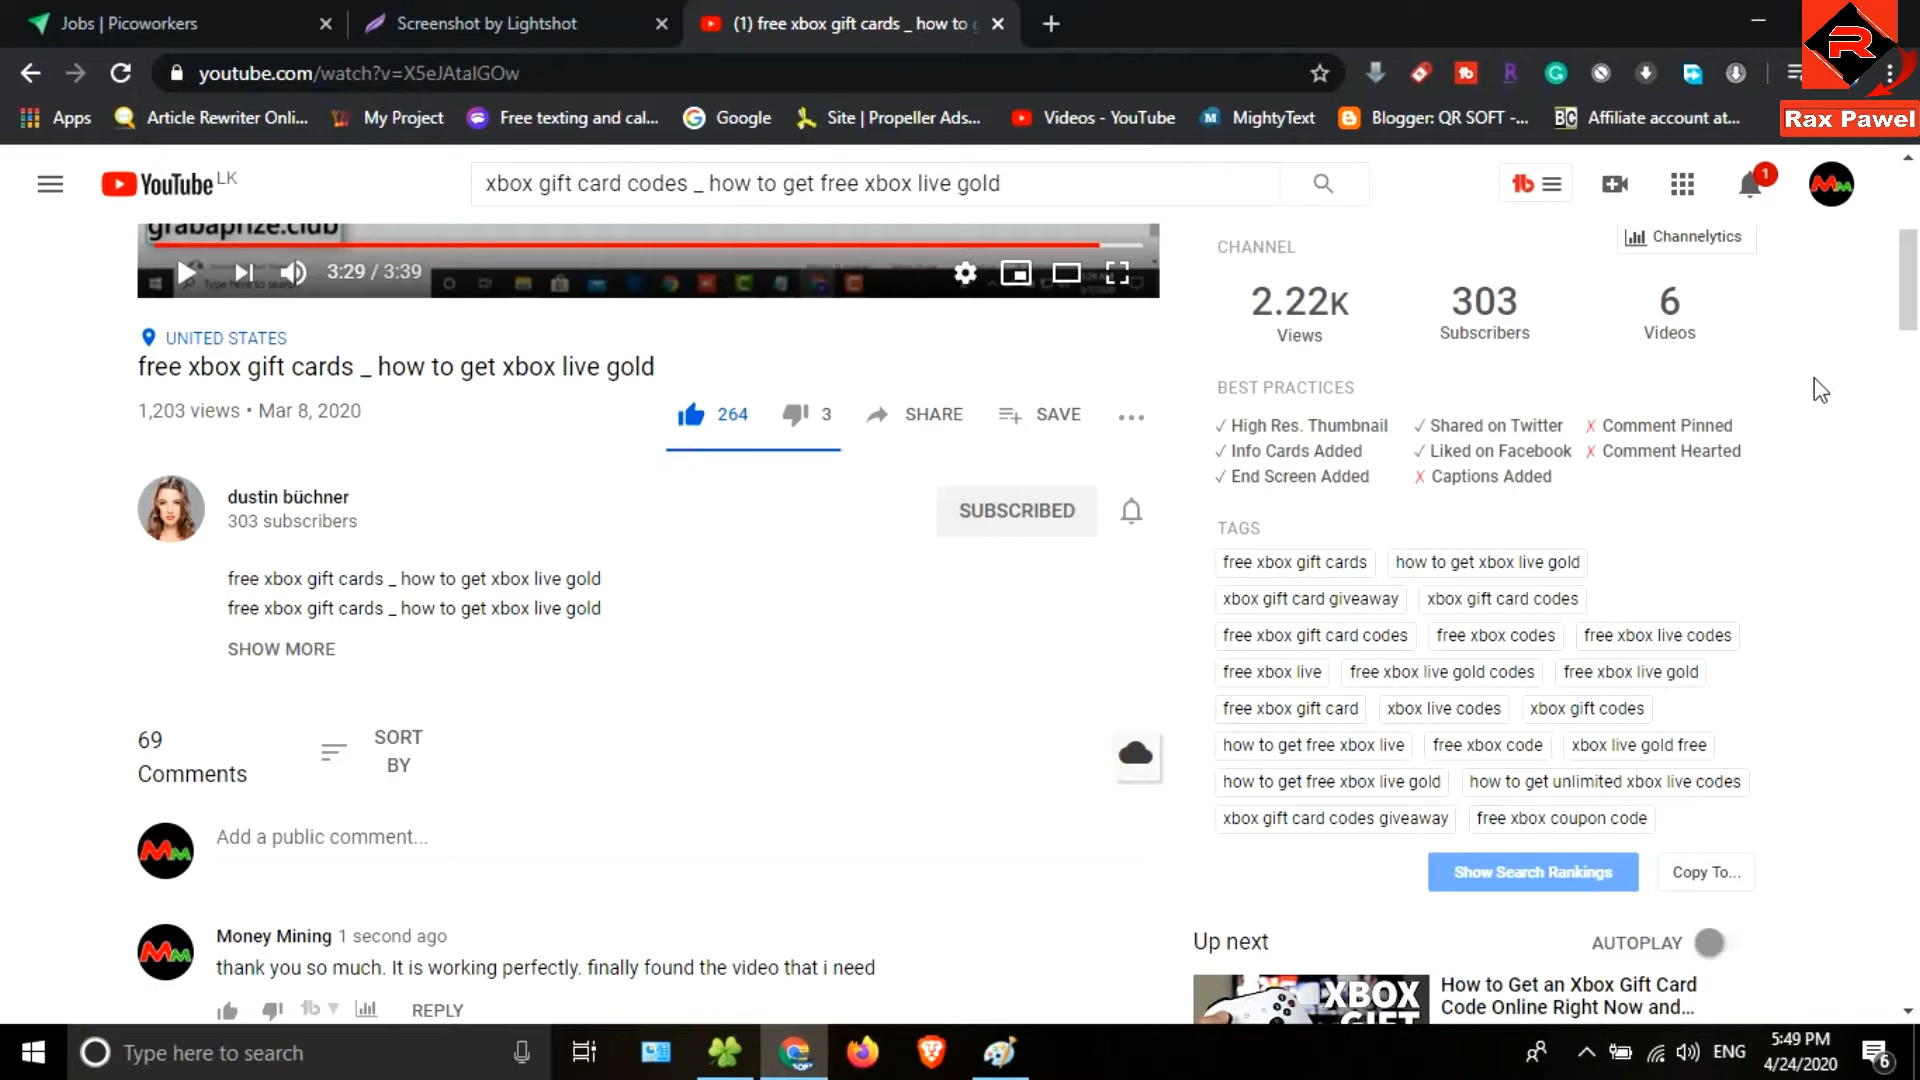 Jobs | Picoworkers
Screenshot by Lightshot
(1) free xbox gift cards _ how to g
youtube.com/watch?v=X5eJAtaIGOw
Apps
Article Rewriter Onli...
My Project
Free texting and cal...
Google
Site | Propeller Ads...
Videos - YouTube
MightyText
Blogger: QR SOFT -...
Affiliate account at...
R
Rax Pawel
YouTube LK
xbox gift card codes _ how to get free xbox live gold
1
grabaprize.club
3:29 / 3:39
UNITED STATES
free xbox gift cards _ how to get xbox live gold
1,203 views • Mar 8, 2020
264
3
SHARE
SAVE
dustin büchner
303 subscribers
SUBSCRIBED
free xbox gift cards _ how to get xbox live gold
free xbox gift cards _ how to get xbox live gold
SHOW MORE
69
Comments
SORT
BY
Add a public comment...
Money Mining 1 second ago
thank you so much. It is working perfectly. finally found the video that i need
REPLY
CHANNEL
Channelytics
2.22K
Views
303
Subscribers
6
Videos
BEST PRACTICES
High Res. Thumbnail
Shared on Twitter
Comment Pinned
Info Cards Added
Liked on Facebook
Comment Hearted
End Screen Added
Captions Added
TAGS
free xbox gift cards
how to get xbox live gold
xbox gift card giveaway
xbox gift card codes
free xbox gift card codes
free xbox codes
free xbox live codes
free xbox live
free xbox live gold codes
free xbox live gold
free xbox gift card
xbox live codes
xbox gift codes
how to get free xbox live
free xbox code
xbox live gold free
how to get free xbox live gold
how to get unlimited xbox live codes
xbox gift card codes giveaway
free xbox coupon code
Show Search Rankings
Copy To...
Up next
AUTOPLAY
XBOX
GIFT
How to Get an Xbox Gift Card
Code Online Right Now and...
Type here to search
ENG
5:49 PM
4/24/2020
6